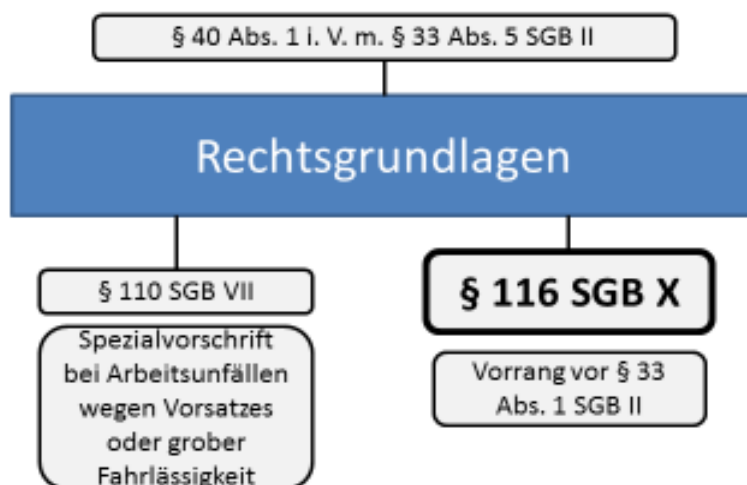 § 40 Abs. 1 i. V. m. § 33 Abs. 5 SGB II
Rechtsgrundlagen
§ 110 SGB VII
Spezialvorschrift
bei Arbeitsunfällen
wegen Vorsatzes
oder grober
Fahrlässigkeit
§ 116 SGB X
Vorrang vor § 33
Abs. 1 SGB II